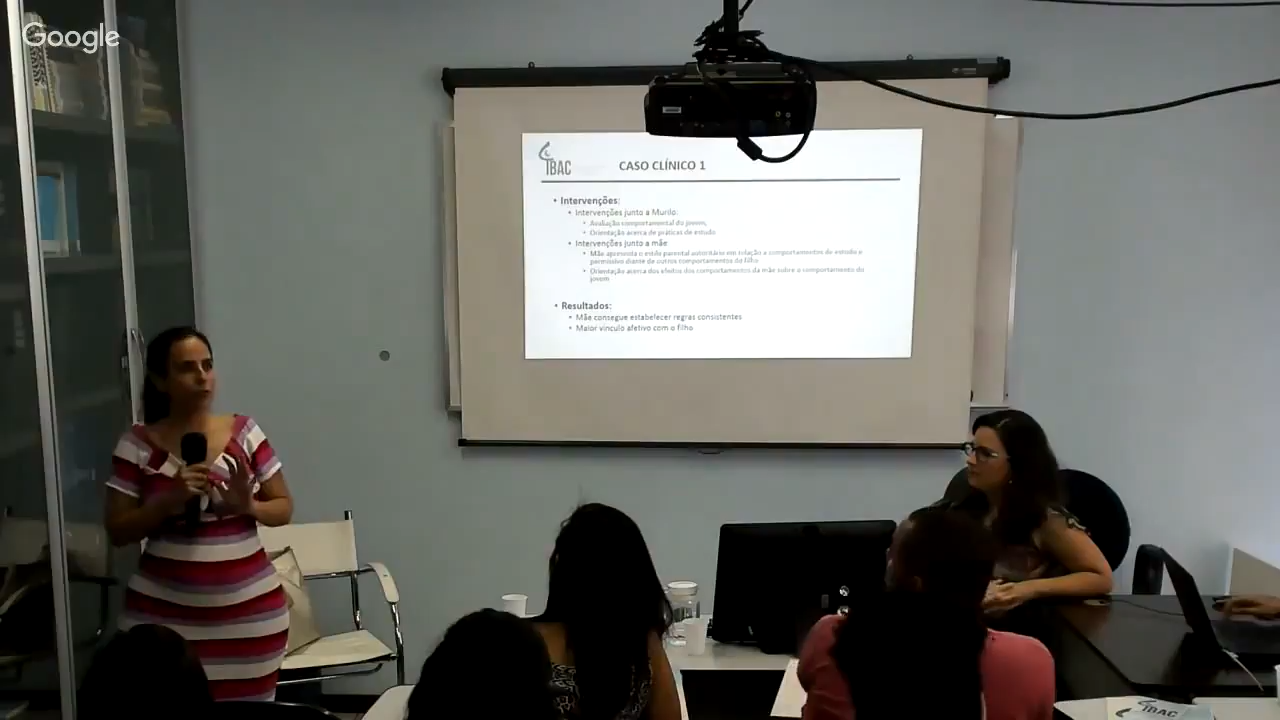 Google
IBAC
CASO CLÍNICO 1
• Intervenções:
• Intervenções junto a Murilo:
• Avaliação comportamental do jovem;
• Orientação acerca de práticas de estudo
• Intervenções junto a mãe
• Mãe apresenta o estilo parental autoritário em relação a comportamentos de estudo e
permissivo diante de outros comportamentos do filho
• Orientação acerca dos efeitos dos comportamentos da mãe sobre o comportamento do
jovem
• Resultados:
• Mãe consegue estabelecer regras consistentes
• Maior vínculo afetivo com o filho
IBAC